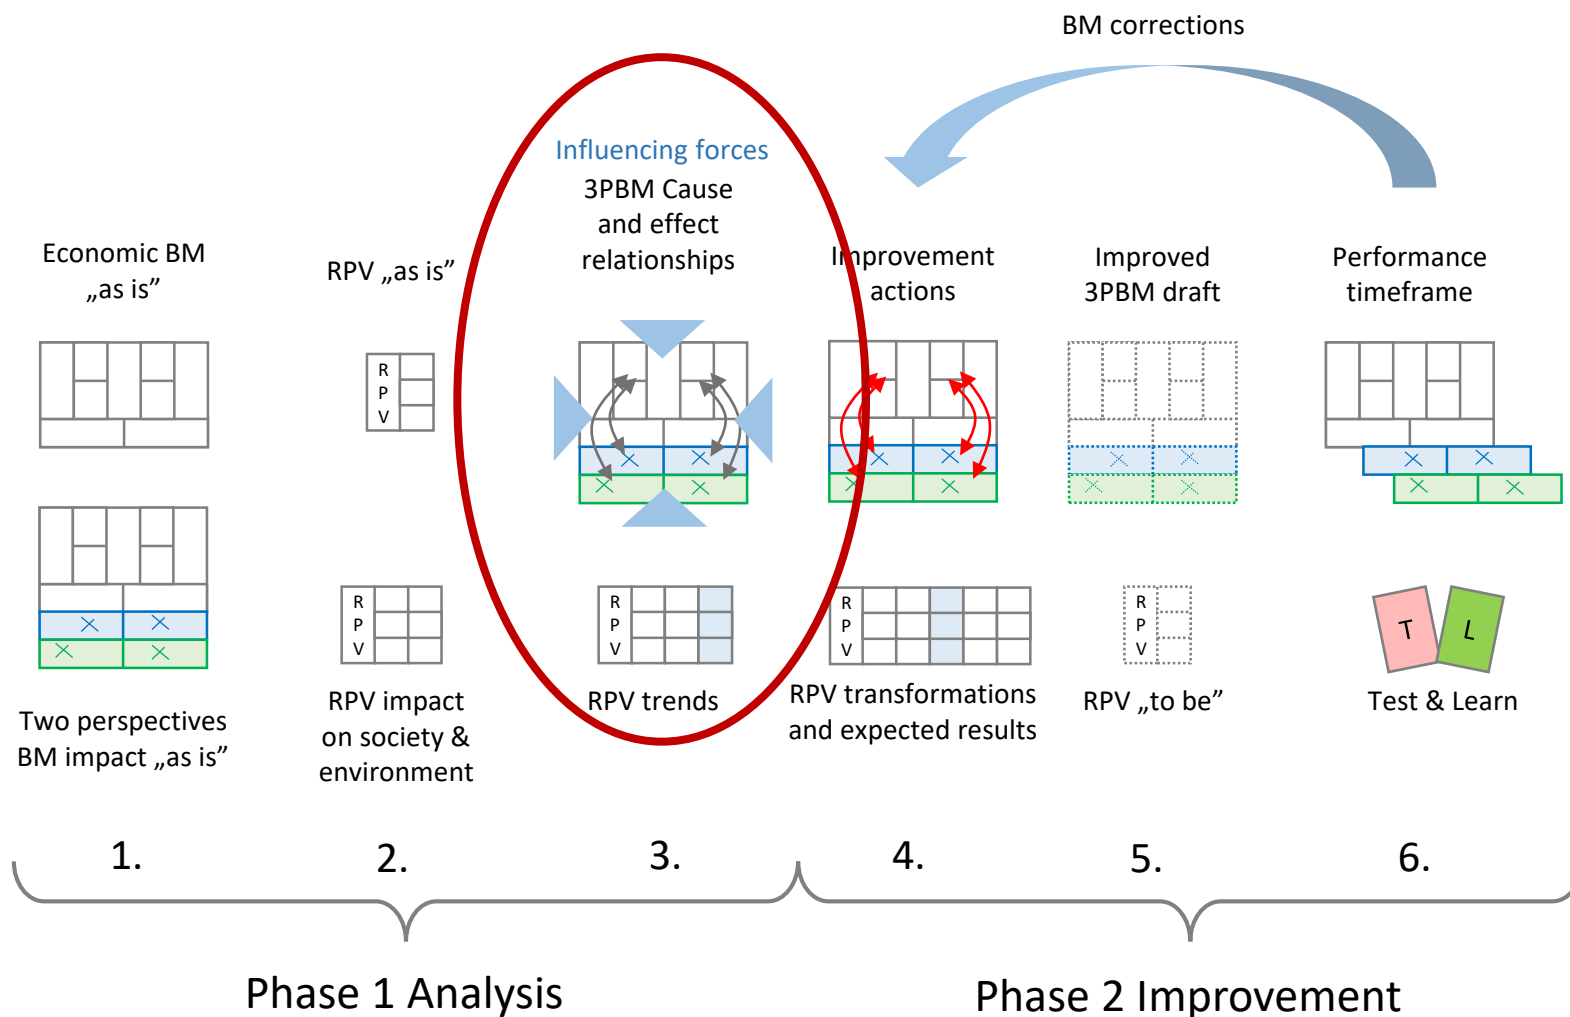 BM corrections
Influencing forces
3PBM Cause
and effect
relationships
Economic BM
„as is”
RPV „as is”
Improvement
actions
Improved
3PBM draft
Performance
timeframe
R
P
V
R
P
V
R
P
V
R
P
V
R
P
V
T
L
Two perspectives
BM impact „as is”
RPV impact
on society &
environment
RPV trends
RPV transformations
and expected results
RPV „to be”
Test & Learn
1.
2.
3.
4.
5.
6.
Phase 1 Analysis
Phase 2 Improvement